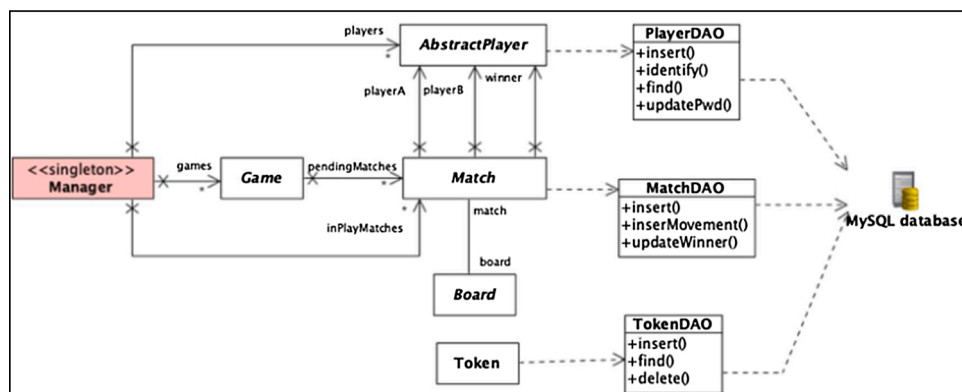 players
*
AbstractPlayer
PlayerDAO
+insert()
+identify()
+find()
+updatePwd()
playerA
playerB
winner
<<singleton>>
Manager
games
*
Game
pendingMatches
*
Match
*
inPlayMatches
match
board
Board
MatchDAO
+insert()
+inserMovement()
+updateWinner()
MySQL database
Token
TokenDAO
+insert()
+find()
+delete()